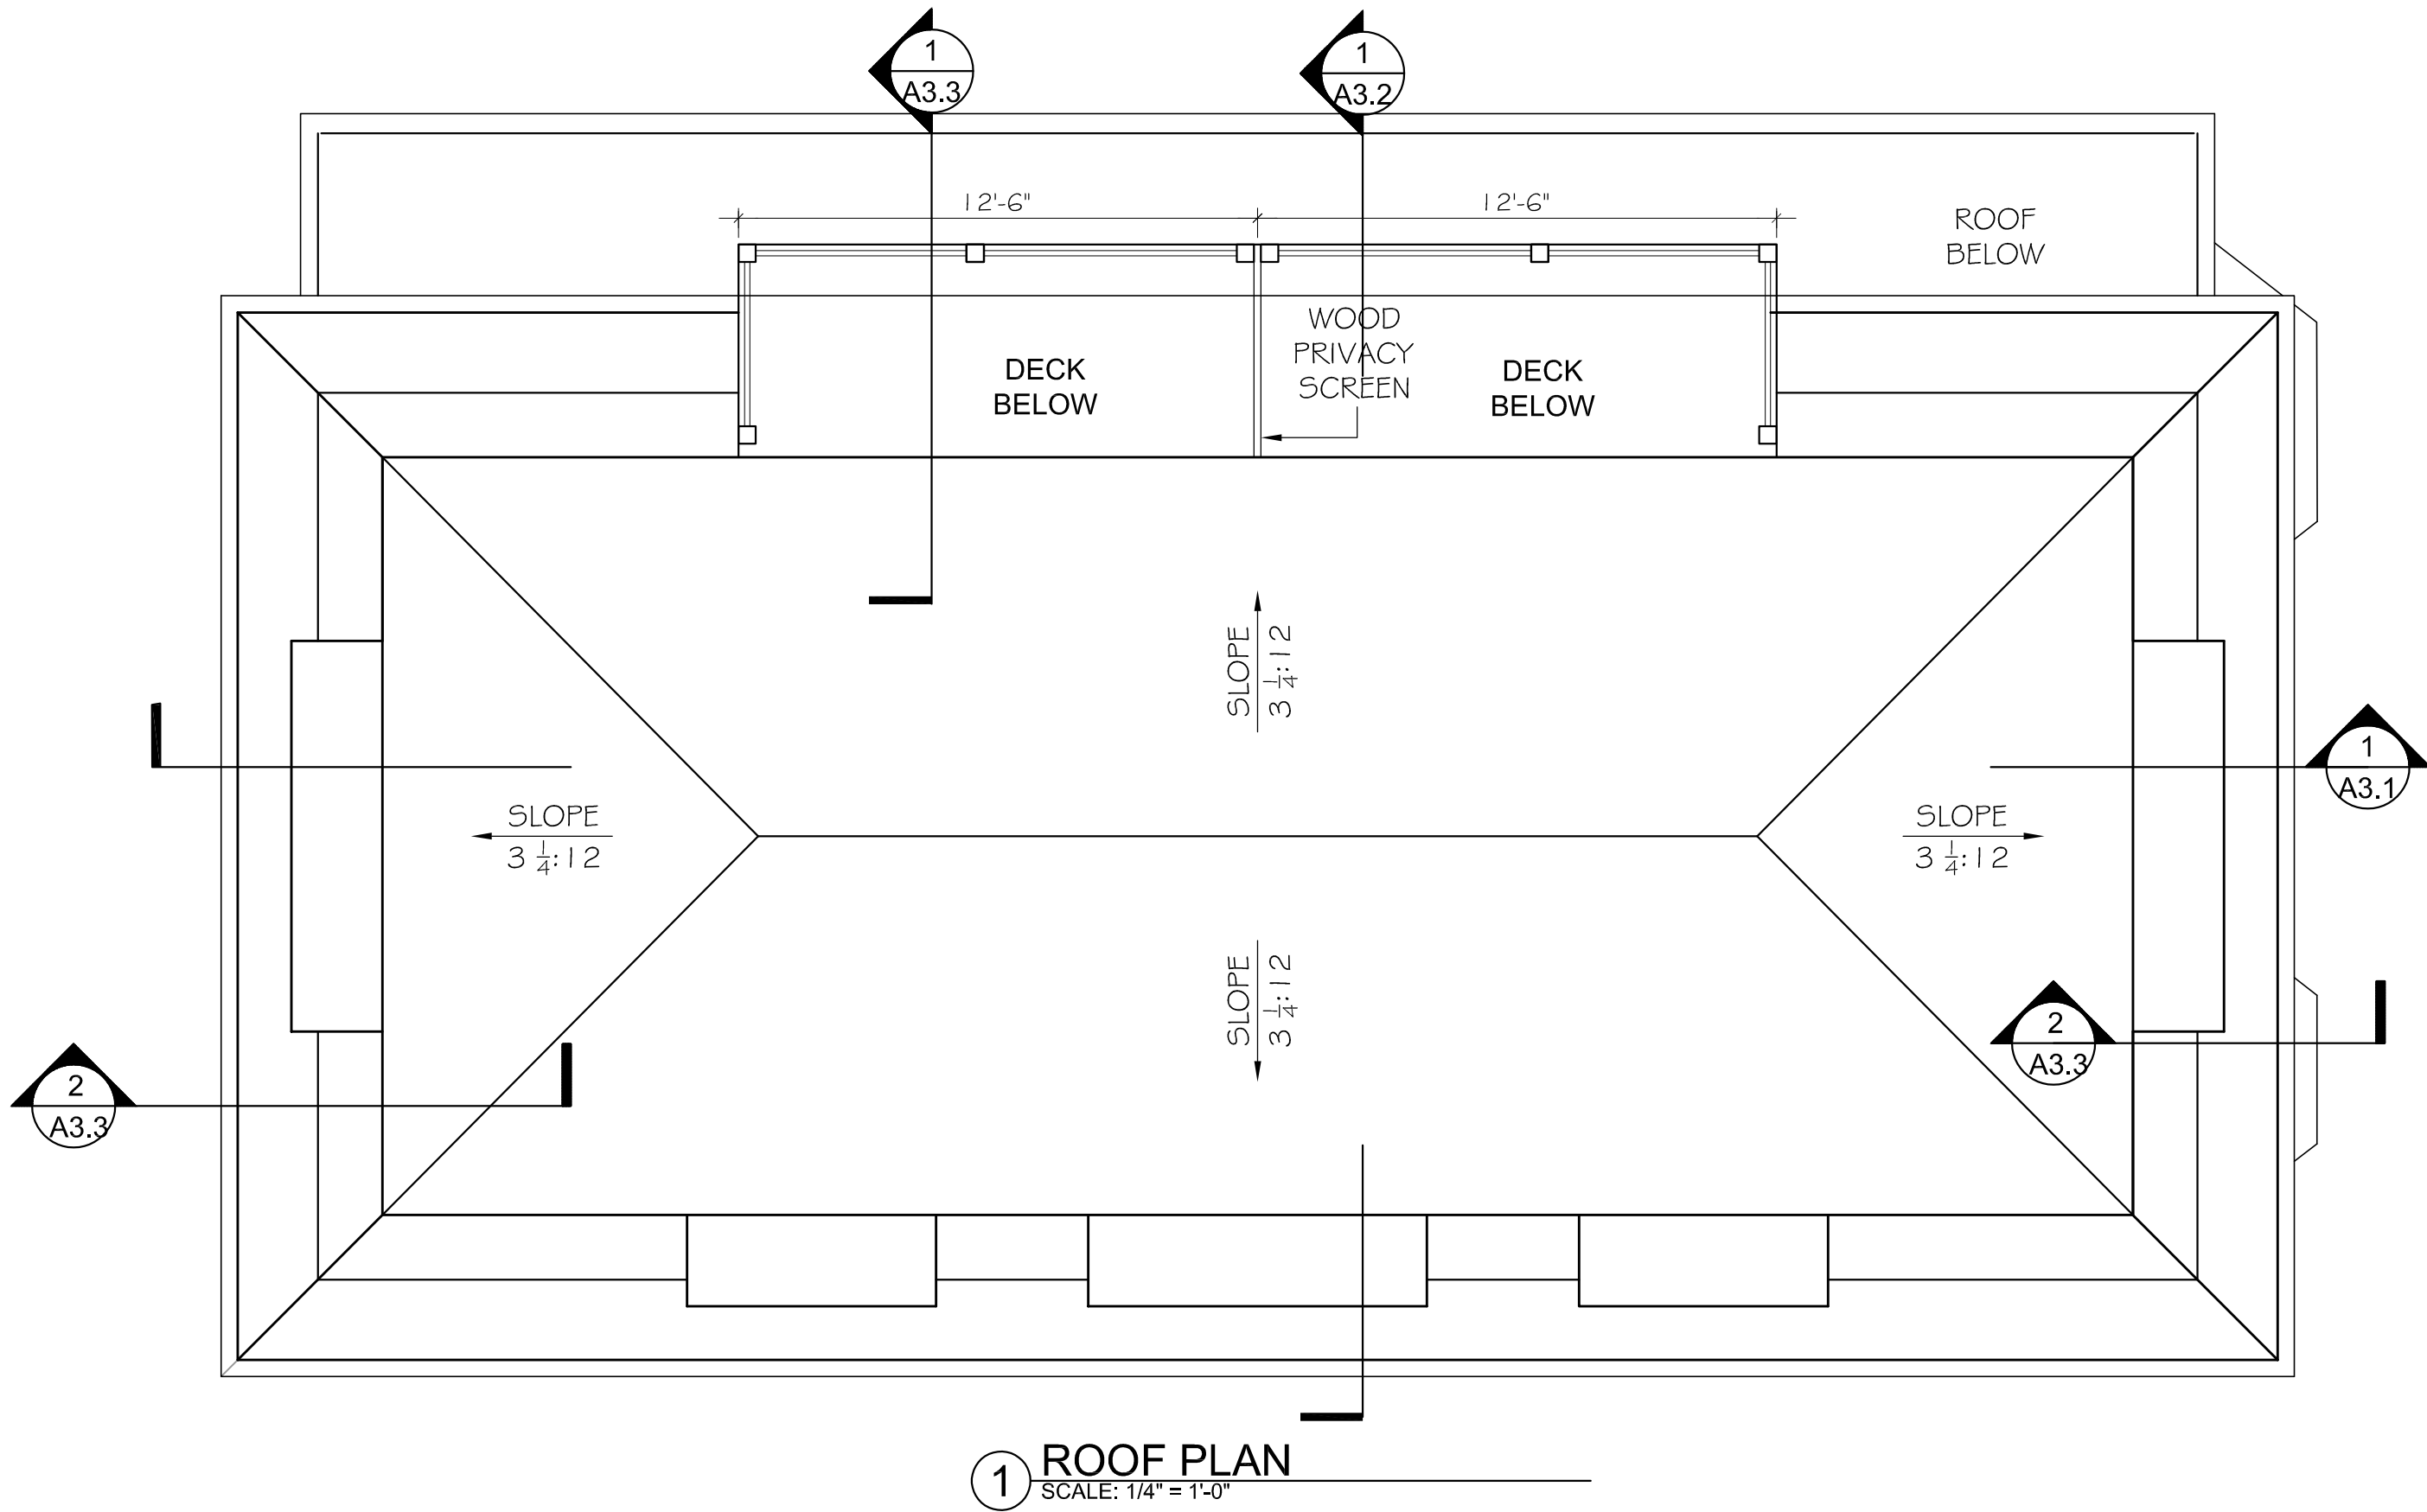 1
A3.3
1
A3.2
12'-6"
12'-6"
ROOF
BELOW
WOOD
PRIVACY
SCREEN
DECK
BELOW
DECK
BELOW
SLOPE
3 1/4:12
1
A3.1
SLOPE
3 1/4:12
SLOPE
3 1/4:12
SLOPE
3 1/4:12
2
A3.3
2
A3.3
1
ROOF PLAN
SCALE: 1/4" = 1'-0"